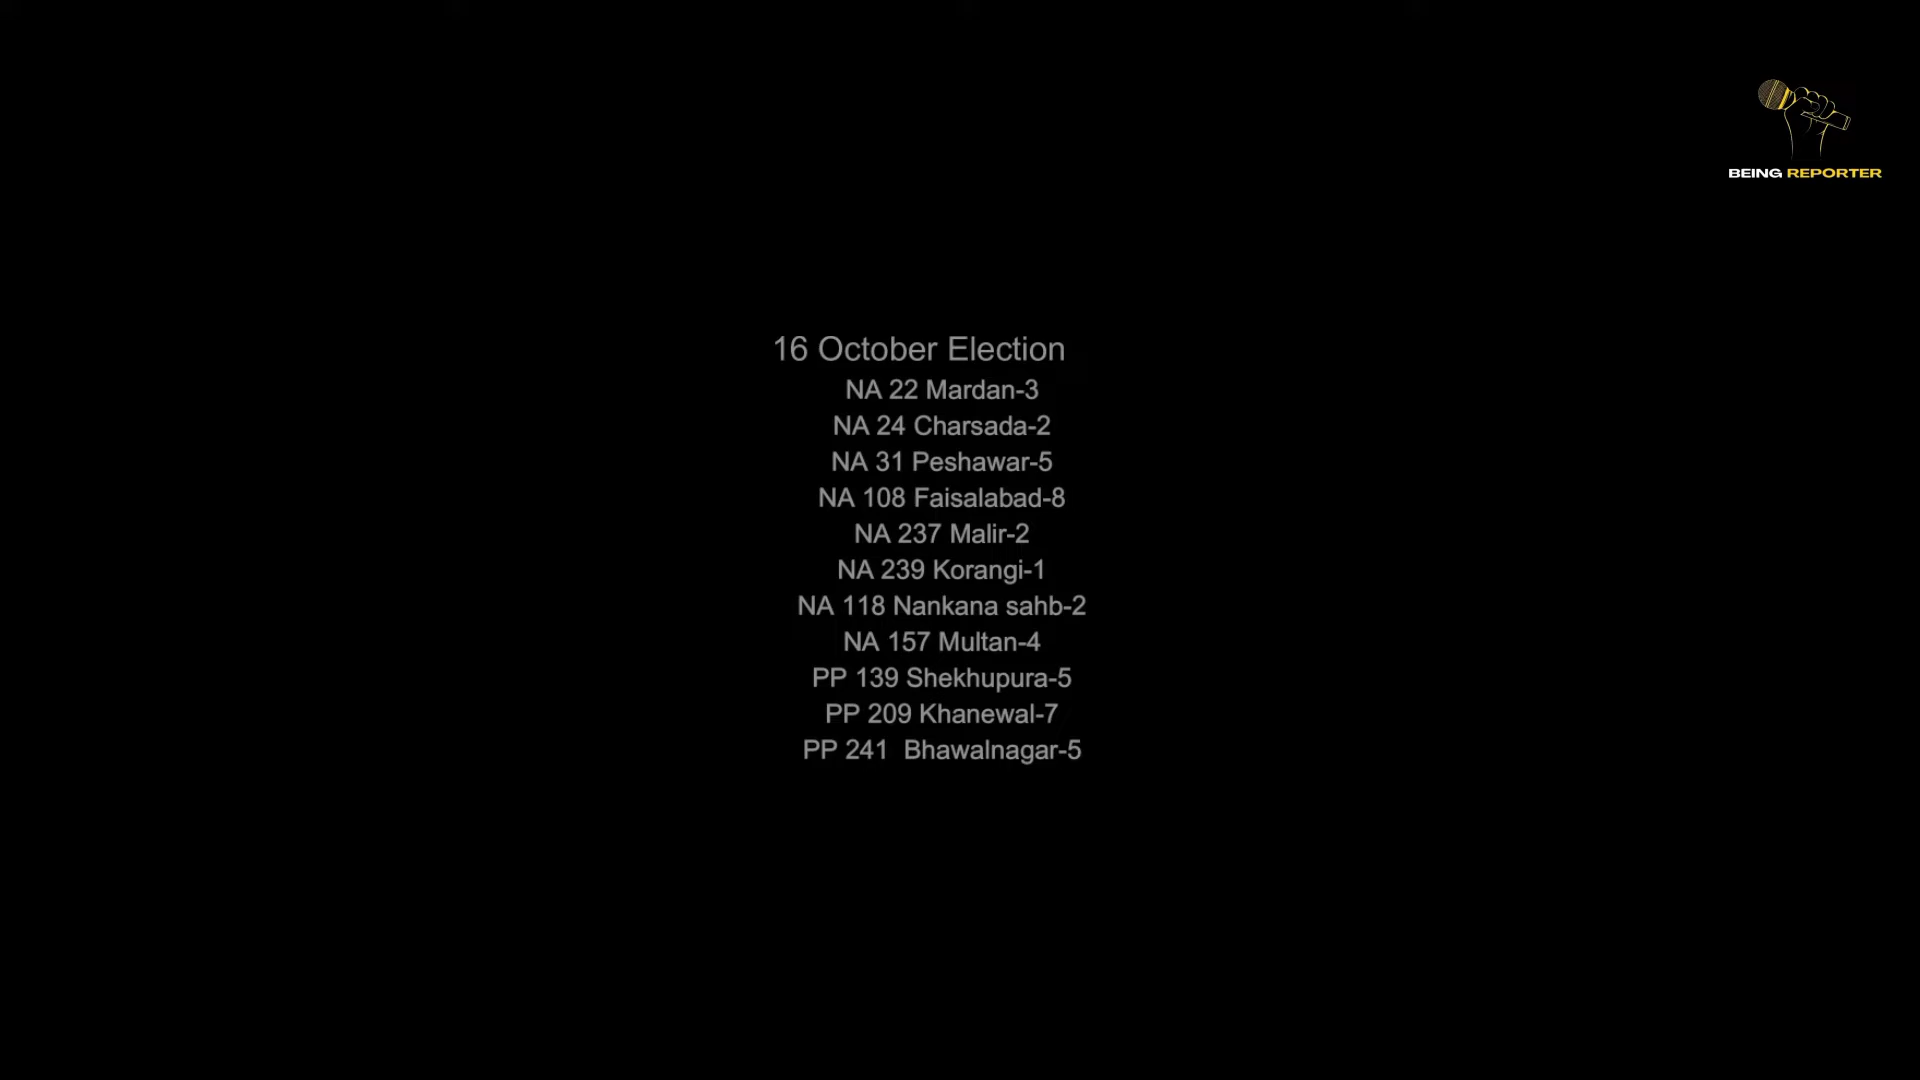 BEING REPORTER
16 October Election
NA 22 Mardan-3
NA 24 Charsada-2
NA 31 Peshawar-5
NA 108 Faisalabad-8
NA 237 Malir-2
NA 239 Korangi-1
NA 118 Nankana sahb-2
NA 157 Multan-4
PP 139 Shekhupura-5
PP 209 Khanewal-7
PP 241  Bhawalnagar-5